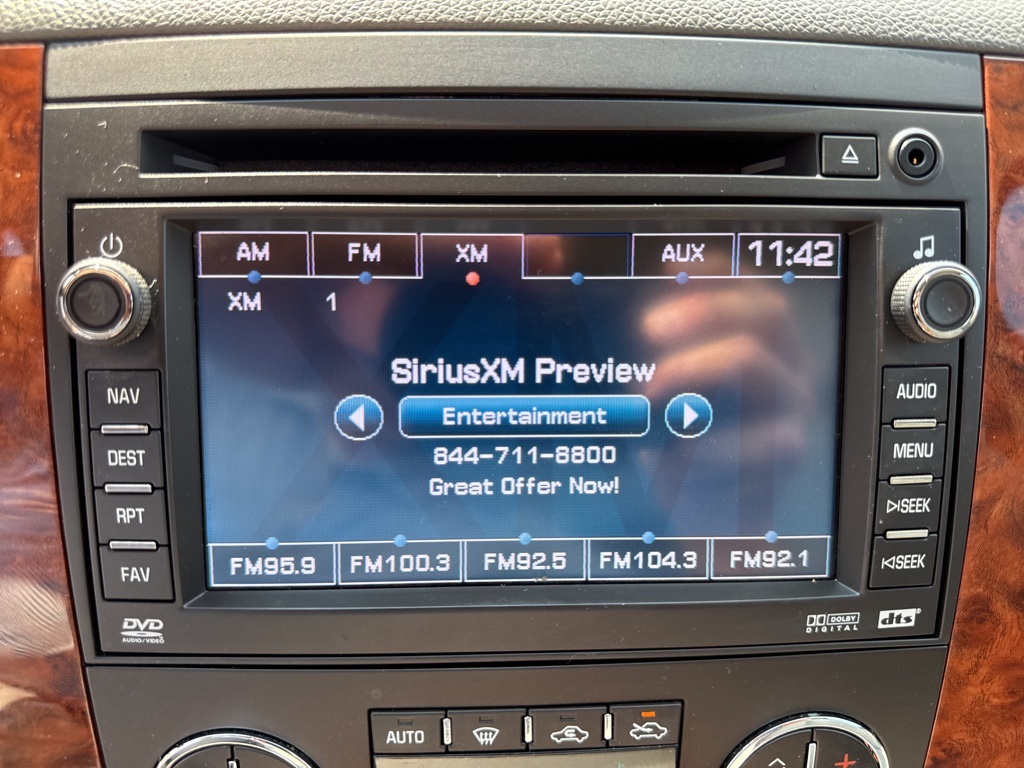 AM FM XM AUX 11:42
XM 1
SiriusXM Preview
Entertainment
844-711-8800
Great Offer Now!
FM95.9 FM100.3 FM92.5 FM104.3 FM92.1
NAV
DEST
RPT
FAV
AUDIO
MENU
SEEK
SEEK
DVD
AUDIO/VIDEO
DOLBY
DIGITAL
dts®
AUTO